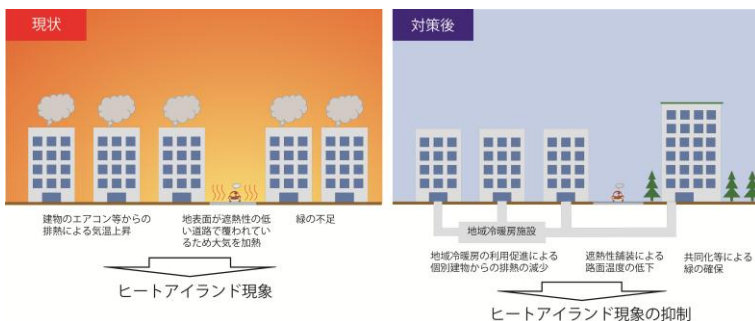 現状
建物のエアコン等からの
排熱による気温上昇
地表面が遮熱性の低
い道路で覆われてい
るため大気を加熱
緑の不足
ヒートアイランド現象
対策後
地域冷暖房施設
地域冷暖房の利用促進による
個別建物からの排熱の減少
遮熱性舗装による
路面温度の低下
共同化等による
緑の確保
ヒートアイランド現象の抑制